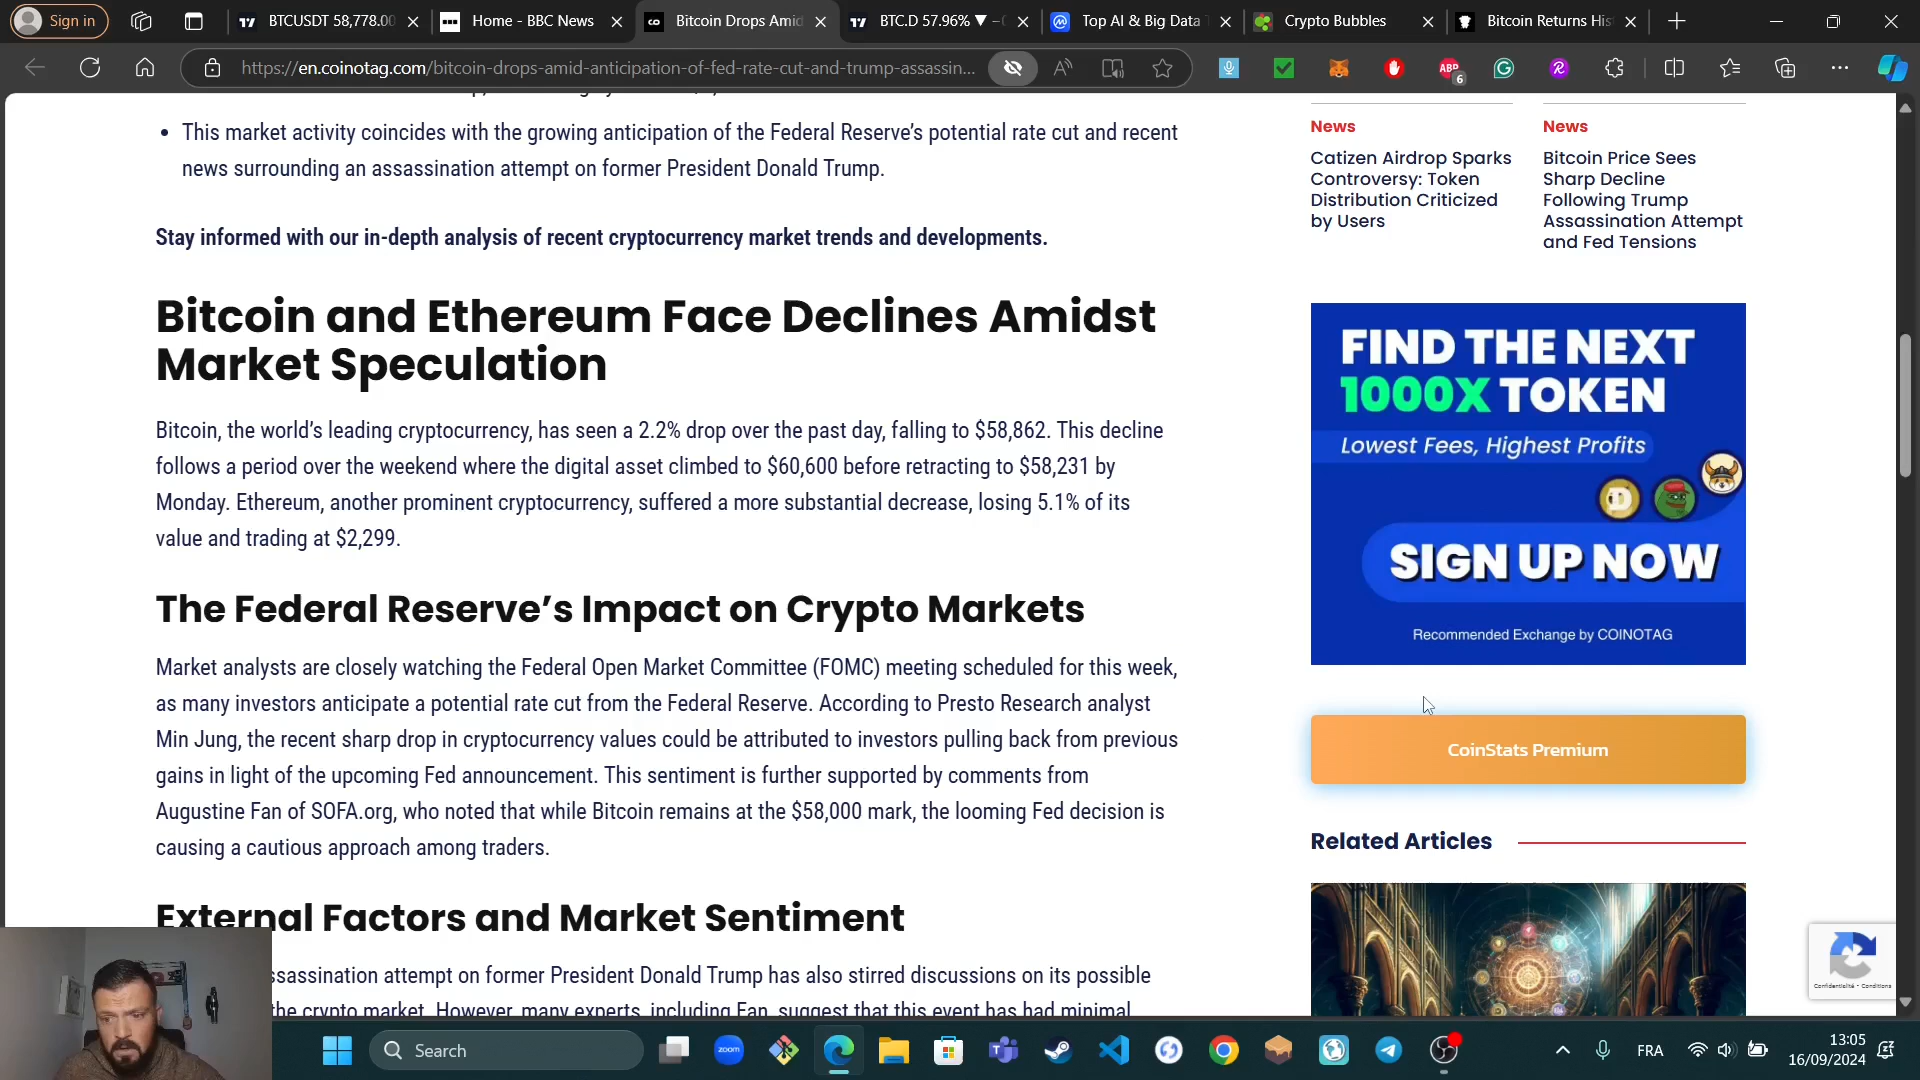 Sign in
BTCUSDT 58,778.00
Home - BBC News
Bitcoin Drops Amid
BTC.D 57.96% ▼ −
Top AI & Big Data
Crypto Bubbles
Bitcoin Returns His
https://en.coinotag.com/bitcoin-drops-amid-anticipation-of-fed-rate-cut-and-trump-assassin...
ABP
6
• This market activity coincides with the growing anticipation of the Federal Reserve’s potential rate cut and recent
news surrounding an assassination attempt on former President Donald Trump.
Stay informed with our in-depth analysis of recent cryptocurrency market trends and developments.
Bitcoin and Ethereum Face Declines Amidst
Market Speculation
Bitcoin, the world’s leading cryptocurrency, has seen a 2.2% drop over the past day, falling to $58,862. This decline
follows a period over the weekend where the digital asset climbed to $60,600 before retracting to $58,231 by
Monday. Ethereum, another prominent cryptocurrency, suffered a more substantial decrease, losing 5.1% of its
value and trading at $2,299.
The Federal Reserve’s Impact on Crypto Markets
Market analysts are closely watching the Federal Open Market Committee (FOMC) meeting scheduled for this week,
as many investors anticipate a potential rate cut from the Federal Reserve. According to Presto Research analyst
Min Jung, the recent sharp drop in cryptocurrency values could be attributed to investors pulling back from previous
gains in light of the upcoming Fed announcement. This sentiment is further supported by comments from
Augustine Fan of SOFA.org, who noted that while Bitcoin remains at the $58,000 mark, the looming Fed decision is
causing a cautious approach among traders.
External Factors and Market Sentiment
ssassination attempt on former President Donald Trump has also stirred discussions on its possible
the crypto market. However, many experts, including Fan, suggest that this event has had minimal
News
Catizen Airdrop Sparks
Controversy: Token
Distribution Criticized
by Users
News
Bitcoin Price Sees
Sharp Decline
Following Trump
Assassination Attempt
and Fed Tensions
FIND THE NEXT
1000X TOKEN
Lowest Fees, Highest Profits
SIGN UP NOW
Recommended Exchange by COINOTAG
CoinStats Premium
Related Articles
Confidentialité - Conditions
Search
zoom
FRA
13:05
16/09/2024